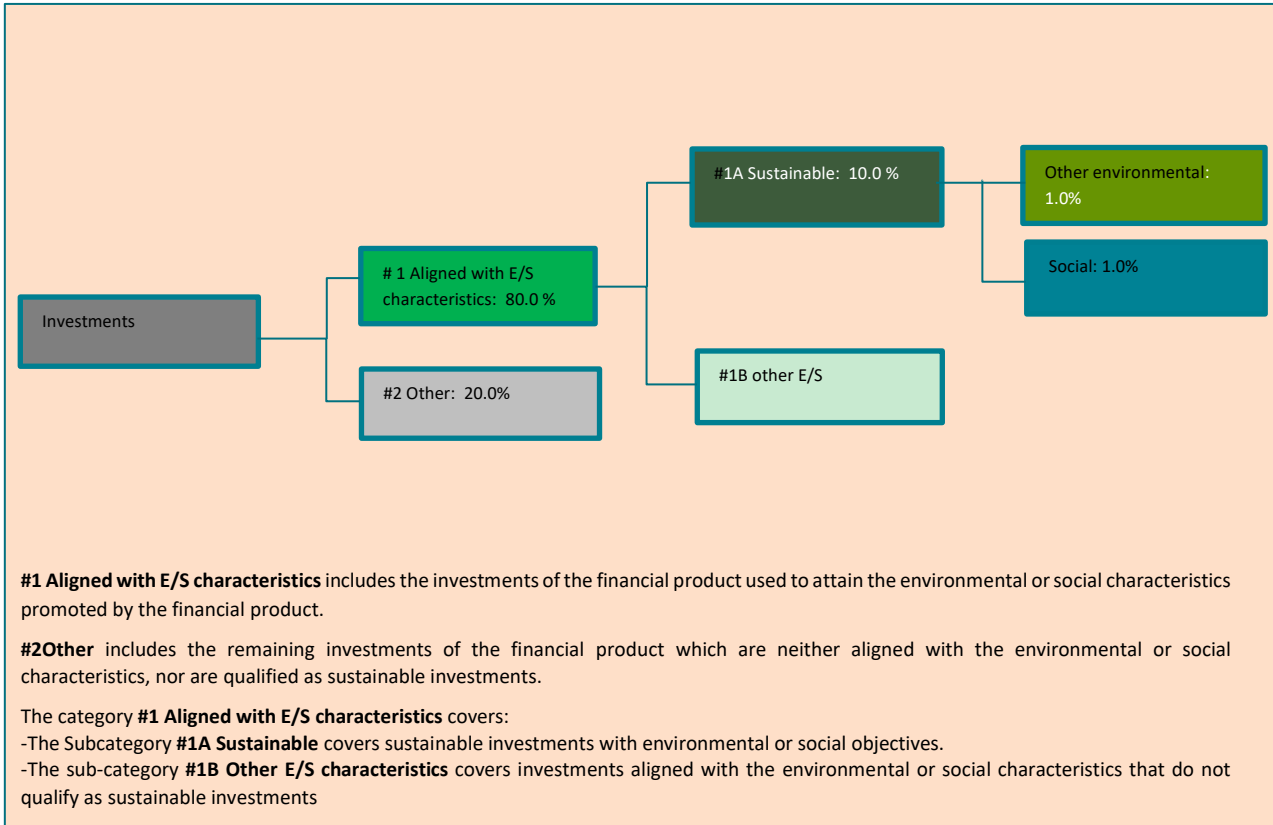 #1A Sustainable: 10.0 %
Other environmental:
1.0%
# 1 Aligned with E/S
characteristics: 80.0 %
Social: 1.0%
Investments
#2 Other: 20.0%
#1B other E/S
#1 Aligned with E/S characteristics includes the investments of the financial product used to attain the environmental or social characteristics
promoted by the financial product.
#2Other includes the remaining investments of the financial product which are neither aligned with the environmental or social
characteristics, nor are qualified as sustainable investments.
The category #1 Aligned with E/S characteristics covers:
-The Subcategory #1A Sustainable covers sustainable investments with environmental or social objectives.
-The sub-category #1B Other E/S characteristics covers investments aligned with the environmental or social characteristics that do not
qualify as sustainable investments